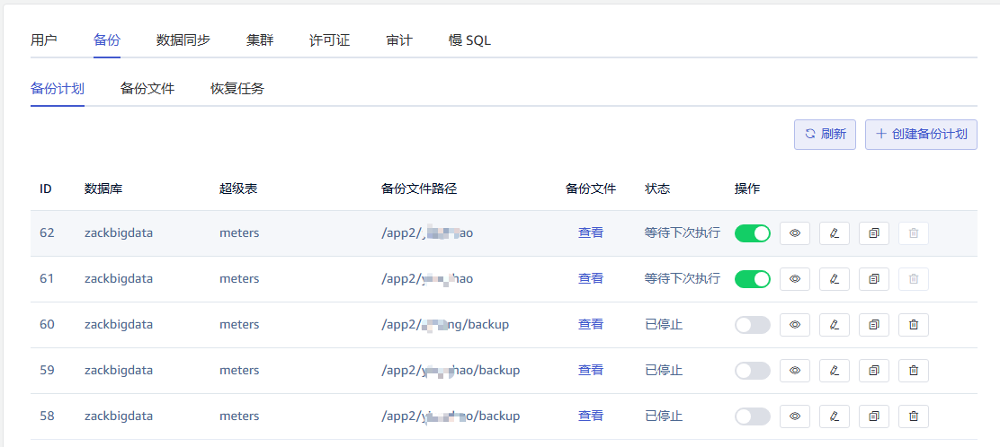 用户 备份 数据同步 集群 许可证 审计 慢 SQL
备份计划 备份文件 恢复任务
刷新 创建备份计划
ID 数据库 超级表 备份文件路径 备份文件 状态 操作
62 zackbigdata meters /app2/ ao 查看 等待下次执行
61 zackbigdata meters /app2/ hao 查看 等待下次执行
60 zackbigdata meters /app2/ ng/backup 查看 已停止
59 zackbigdata meters /app2/ hao/backup 查看 已停止
58 zackbigdata meters /app2/ o/backup 查看 已停止